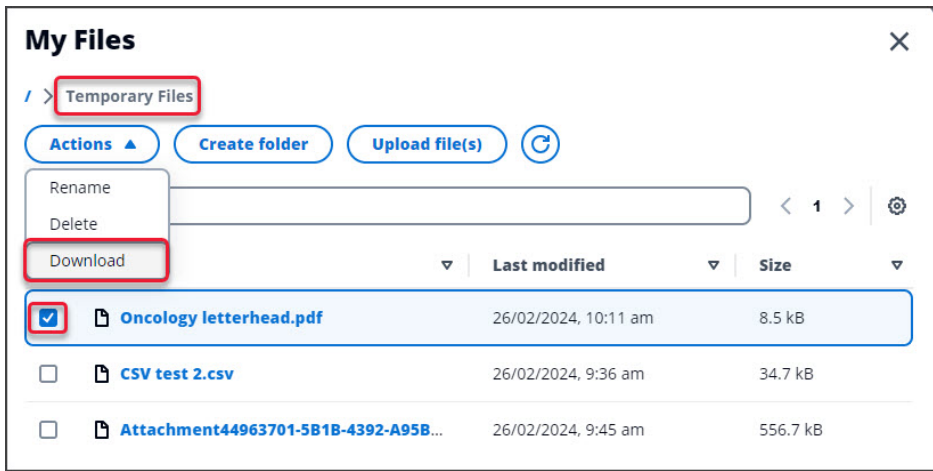 My Files
/ > Temporary Files
Actions Create folder Upload file(s)
Rename
1
Delete
Download
Last modified Size
Oncology letterhead.pdf 26/02/2024, 10:11 am 8.5 kB
CSV test 2.csv 26/02/2024, 9:36 am 34.7 kB
Attachment44963701-5B1B-4392-A95B... 26/02/2024, 9:45 am 556.7 kB